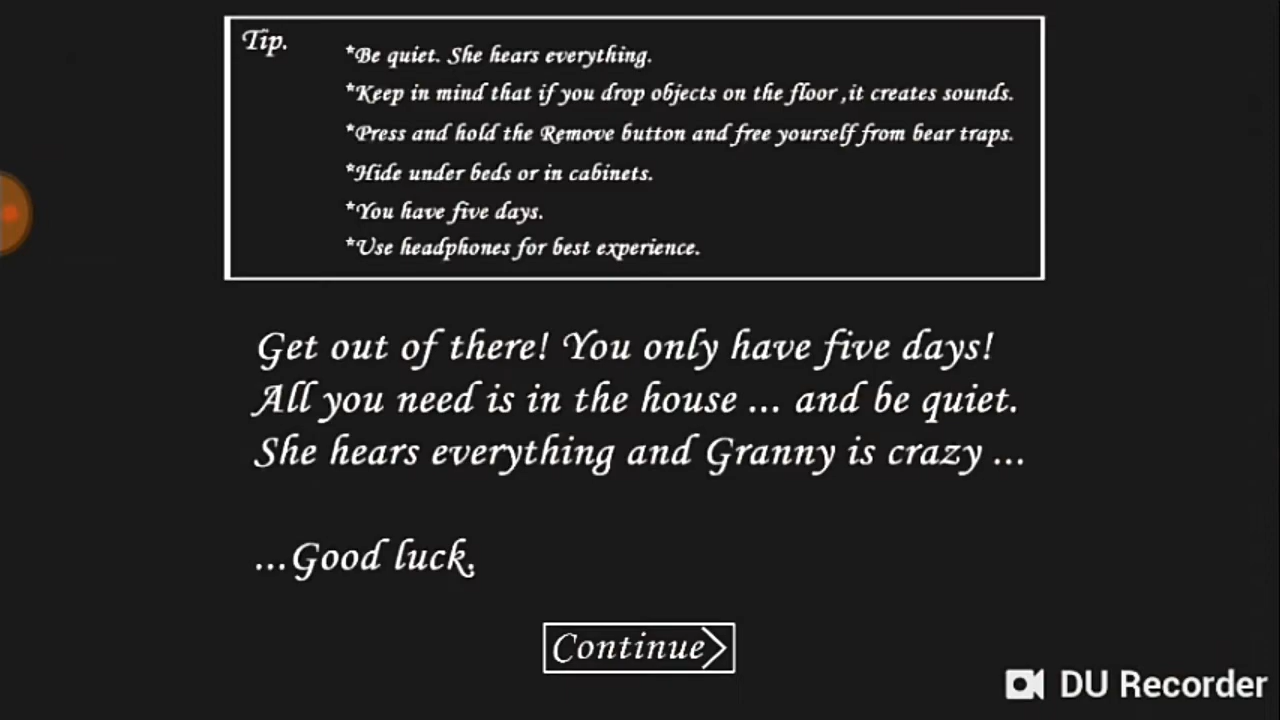 Tip.
*Be quiet. She hears everything.
*Keep in mind that if you drop objects on the floor ,it creates sounds.
*Press and hold the Remove button and free yourself from bear traps.
*Hide under beds or in cabinets.
*You have five days.
*Use headphones for best experience.
Get out of there! You only have five days!
All you need is in the house ... and be quiet.
She hears everything and Granny is crazy ...
...Good luck.
Continue
DU Recorder